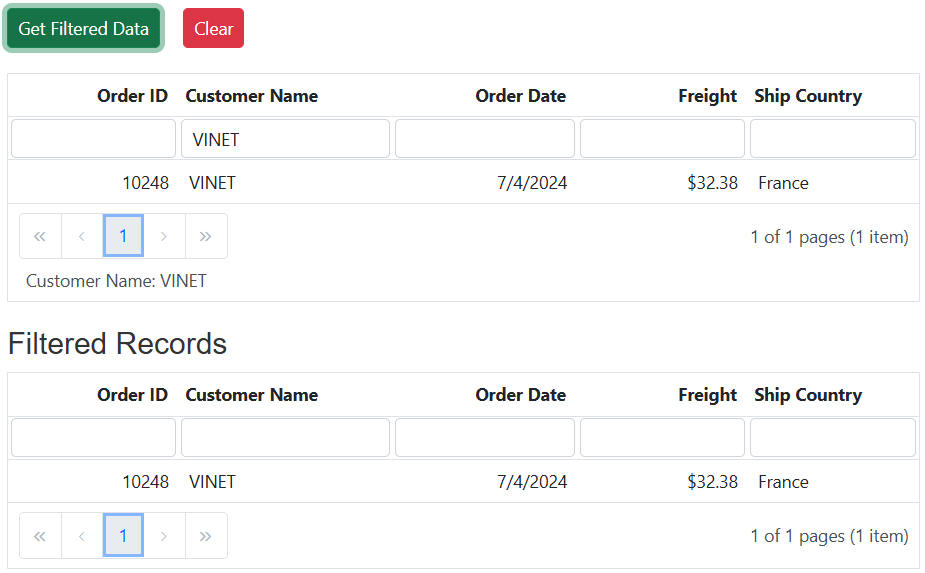 Get Filtered Data Clear
Order ID Customer Name Order Date Freight Ship Country
VINET
10248 VINET 7/4/2024 $32.38 France
« ‹ 1 › » 1 of 1 pages (1 item)
Customer Name: VINET
Filtered Records
Order ID Customer Name Order Date Freight Ship Country
10248 VINET 7/4/2024 $32.38 France
« ‹ 1 › » 1 of 1 pages (1 item)